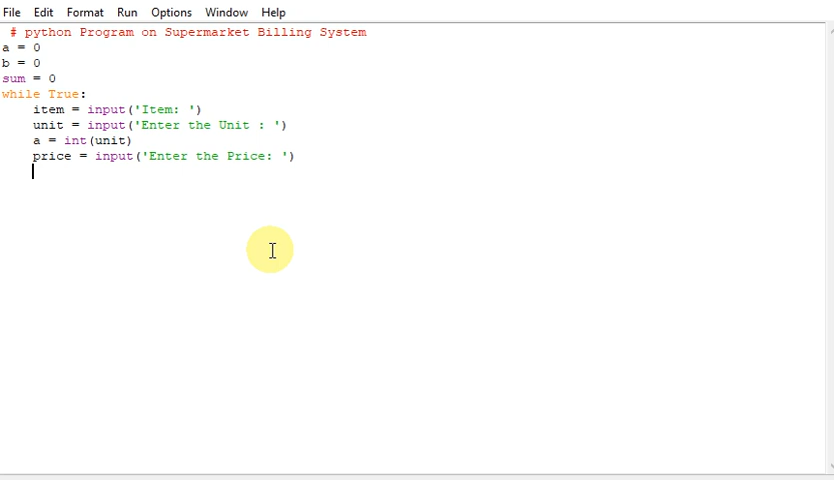 File Edit Format Run Options Window Help
# python Program on Supermarket Billing System
a = 0
b = 0
sum = 0
while True:
    item = input('Item: ')
    unit = input('Enter the Unit : ')
    a = int(unit)
    price = input('Enter the Price: ')